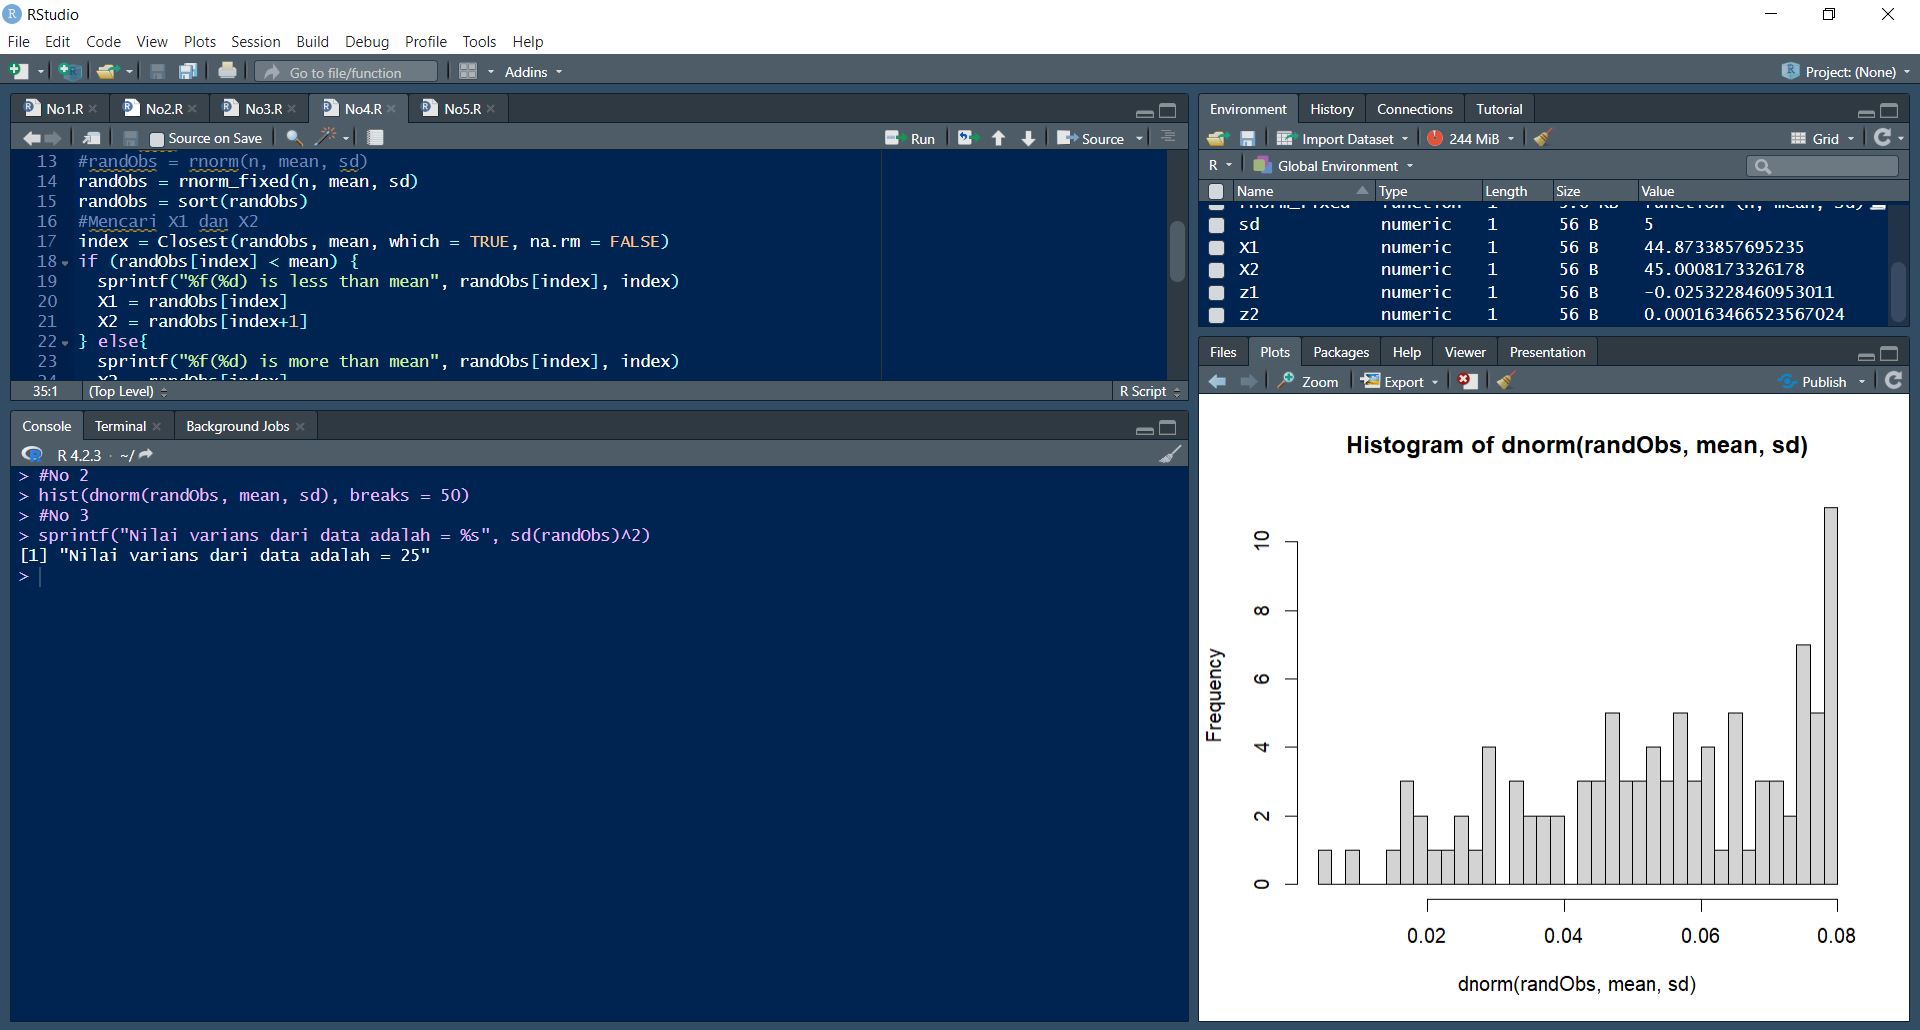 RStudio
File Edit Code View Plots Session Build Debug Profile Tools Help
Go to file/function Addins Project: (None)
No1.R No2.R No3.R No4.R No5.R
Source on Save Run Source
13 #randObs = rnorm(n, mean, sd)
14 randObs = rnorm_fixed(n, mean, sd)
15 randObs = sort(randObs)
16 #Mencari X1 dan X2
17 index = Closest(randObs, mean, which = TRUE, na.rm = FALSE)
18 if (randObs[index] < mean) {
19 sprintf("%f(%d) is less than mean", randObs[index], index)
20 X1 = randObs[index]
21 X2 = randObs[index+1]
22 } else{
23 sprintf("%f(%d) is more than mean", randObs[index], index)
35:1 (Top Level) R Script
Console Terminal Background Jobs
R 4.2.3 · ~/
> #No 2
> hist(dnorm(randObs, mean, sd), breaks = 50)
> #No 3
> sprintf("Nilai varians dari data adalah = %s", sd(randObs)^2)
[1] "Nilai varians dari data adalah = 25"
>
Environment History Connections Tutorial
Import Dataset 244 MiB Grid
R Global Environment
Name Type Length Size Value
sd numeric 1 56 B 5
X1 numeric 1 56 B 44.8733857695235
X2 numeric 1 56 B 45.0008173326178
z1 numeric 1 56 B -0.0253228460953011
z2 numeric 1 56 B 0.000163466523567024
Files Plots Packages Help Viewer Presentation
Zoom Export Publish
Histogram of dnorm(randObs, mean, sd)
Frequency
10
8
6
4
2
0
0.02 0.04 0.06 0.08
dnorm(randObs, mean, sd)